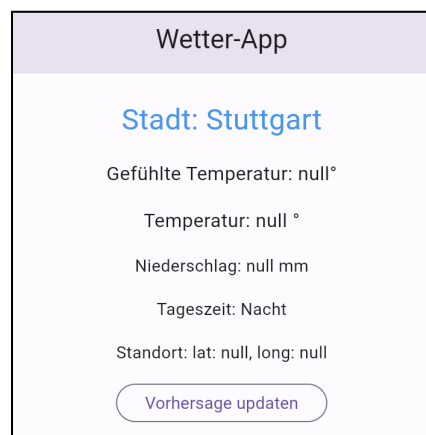 Wetter-App
Stadt: Stuttgart
Gefühlte Temperatur: null°
Temperatur: null °
Niederschlag: null mm
Tageszeit: Nacht
Standort: lat: null, long: null
Vorhersage updaten